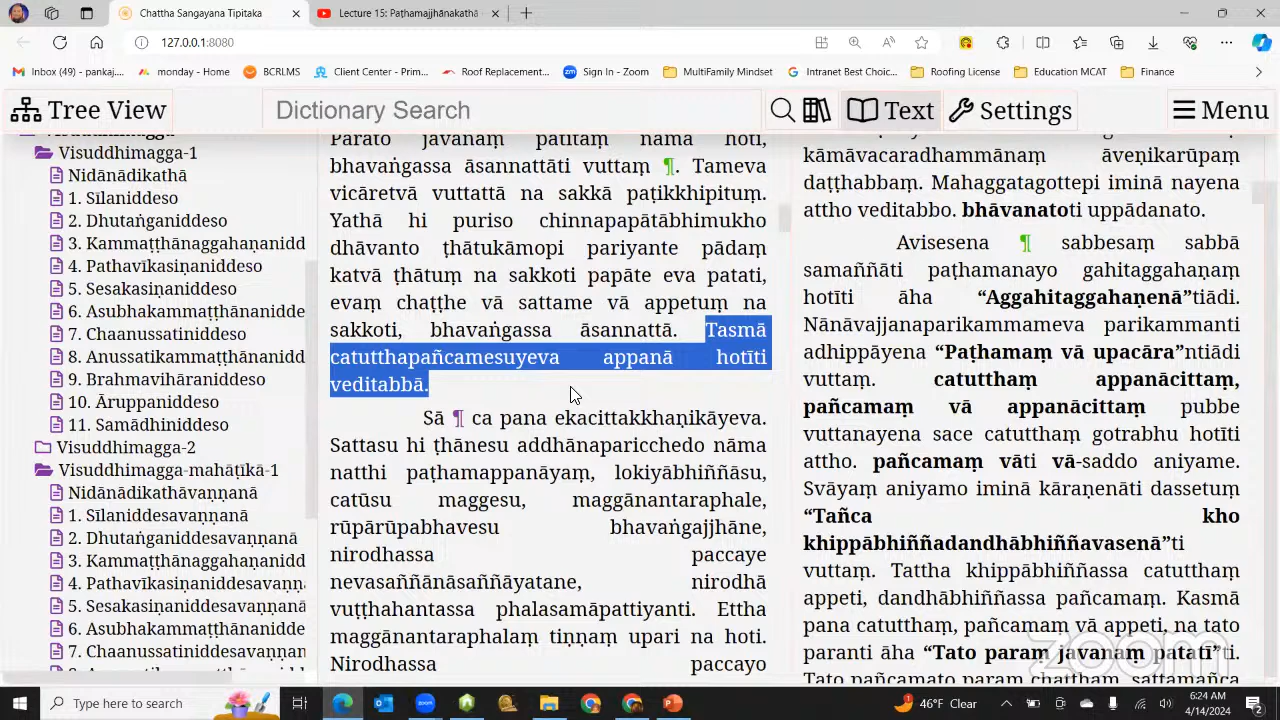 Chattha Sangayana Tipitaka
Lecture 15: Paṭhamajjhānakathā
127.0.0.1:8080
Inbox (49) - pankaj....
monday - Home
BCRLMS
Client Center - Prim...
Roof Replacement...
Sign In - Zoom
MultiFamily Mindset
Intranet Best Choic...
Roofing License
Education MCAT
Finance
Tree View
Dictionary Search
Text
Settings
Menu
Visuddhimagga-1
Nidānādikathā
1. Sīlaniddeso
2. Dhutaṅganiddeso
3. Kammaṭṭhānaggahaṇanidd
4. Pathavīkasiṇaniddeso
5. Sesakasiṇaniddeso
6. Asubhakammaṭṭhānanidd
7. Chaanussatiniddeso
8. Anussatikammaṭṭhānanidd
9. Brahmavihāraniddeso
10. Āruppaniddeso
11. Samādhiniddeso
Visuddhimagga-2
Visuddhimagga-mahāṭīkā-1
Nidānādikathāvaṇṇanā
1. Sīlaniddesavaṇṇanā
2. Dhutaṅganiddesavaṇṇanā
3. Kammaṭṭhānaggahaṇanidd
4. Pathavīkasiṇaniddesavaṇṇa
5. Sesakasiṇaniddesavaṇṇanā
6. Asubhakammaṭṭhānanidde
7. Chaanussatiniddesavaṇṇanā
Parato javanaṃ patitaṃ nāma hoti,
bhavaṅgassa āsannattāti vuttaṃ ¶. Tameva
vicāretvā vuttattā na sakkā paṭikkhipituṃ.
Yathā hi puriso chinnapapātābhimukho
dhāvanto ṭhātukāmopi pariyante pādaṃ
katvā ṭhātuṃ na sakkoti papāte eva patati,
evaṃ chaṭṭhe vā sattame vā appetuṃ na
sakkoti, bhavaṅgassa āsannattā. Tasmā
catutthapañcamesuyeva appanā hotīti
veditabbā.
Sā ¶ ca pana ekacittakkhaṇikāyeva.
Sattasu hi ṭhānesu addhānaparicchedo nāma
natthi paṭhamappanāyaṃ, lokiyābhiññāsu,
catūsu maggesu, maggānantaraphale,
rūpārūpabhavesu bhavaṅgajjhāne,
nirodhassa paccaye
nevasaññānāsaññāyatane, nirodhā
vuṭṭhahantassa phalasamāpattiyanti. Ettha
maggānantaraphalaṃ tiṇṇaṃ upari na hoti.
Nirodhassa paccayo
kāmāvacaradhammānaṃ āveṇikarūpaṃ
daṭṭhabbaṃ. Mahaggatagottepi iminā nayena
attho veditabbo. bhāvanatoti uppādanato.
Avisesena ¶ sabbesaṃ sabbā
samaññāti paṭhamanayo gahitaggahaṇaṃ
hotīti āha “Aggahitaggahaṇenā”tiādi.
Nānāvajjanaparikammameva parikammanti
adhippāyena “Paṭhamaṃ vā upacāra”ntiādi
vuttaṃ. catutthaṃ appanācittaṃ,
pañcamaṃ vā appanācittaṃ pubbe
vuttanayena sace catutthaṃ gotrabhu hotīti
attho. pañcamaṃ vāti vā-saddo aniyame.
Svāyaṃ aniyamo iminā kāraṇenāti dassetuṃ
“Tañca kho
khippābhiññadandhābhiññavasenā”ti
vuttaṃ. Tattha khippābhiññassa catutthaṃ
appeti, dandhābhiññassa pañcamaṃ. Kasmā
pana catutthaṃ, pañcamaṃ vā appeti, na tato
paranti āha “Tato paraṃ javanaṃ patatī”ti.
Tato pañcamato paraṃ chaṭṭhaṃ, sattamañca
zoom
Type here to search
46°F Clear
6:24 AM
4/14/2024
2